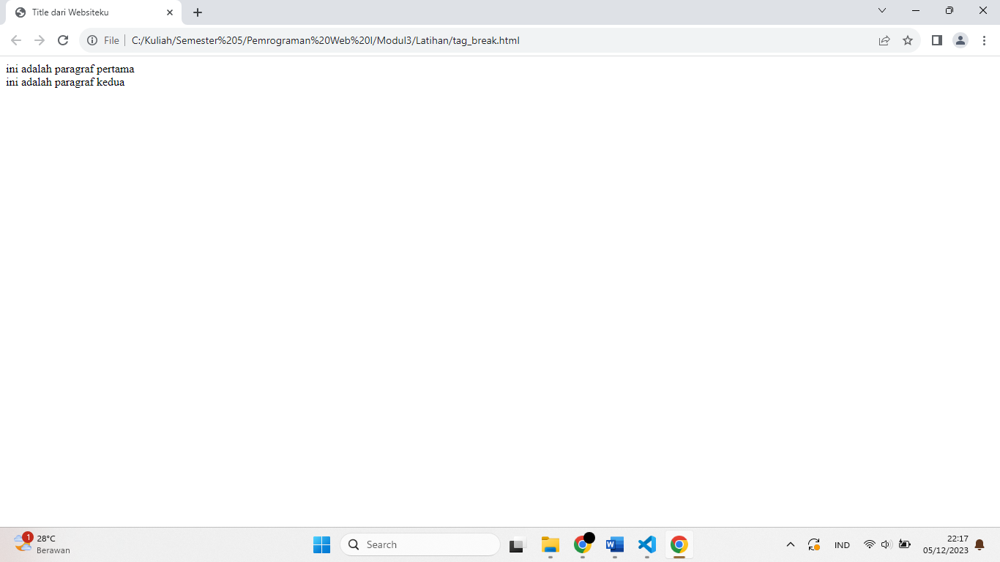 Title dari Websiteku
File
C:/Kuliah/Semester%205/Pemrograman%20Web%20I/Modul3/Latihan/tag_break.html
ini adalah paragraf pertama
ini adalah paragraf kedua
1
28°C
Berawan
Search
W
IND
22:17
05/12/2023